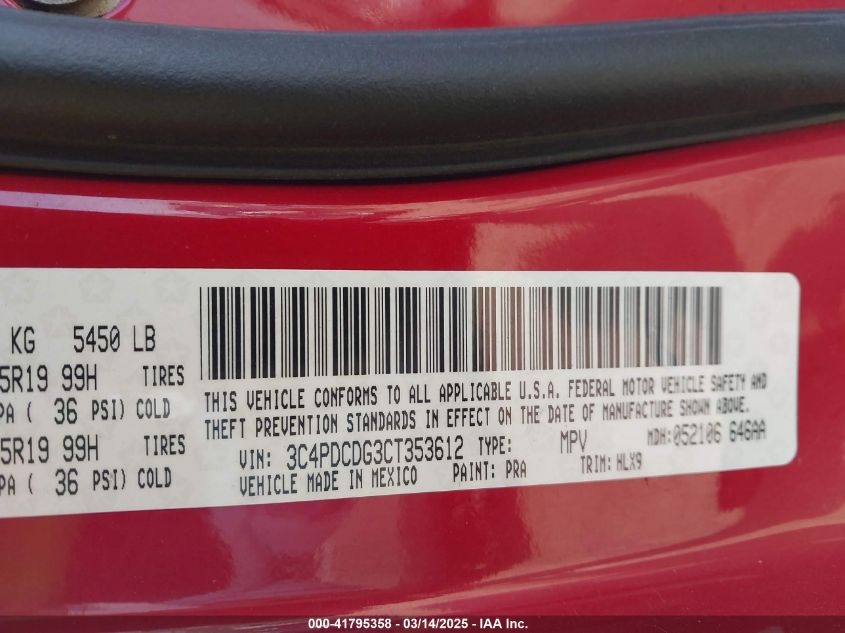 KG 5450 LB
5R19 99H TIRES
PA ( 36 PSI) COLD
5R19 99H TIRES
PA ( 36 PSI) COLD
THIS VEHICLE CONFORMS TO ALL APPLICABLE U.S.A. FEDERAL MOTOR VEHICLE SAFETY AND
THEFT PREVENTION STANDARDS IN EFFECT ON THE DATE OF MANUFACTURE SHOWN ABOVE.
VIN: 3C4PDCDG3CT353612 TYPE: MPV MDH:052106 646AA
VEHICLE MADE IN MEXICO PAINT: PRA TRIM: HLX9
000-41795358 - 03/14/2025 - IAA Inc.